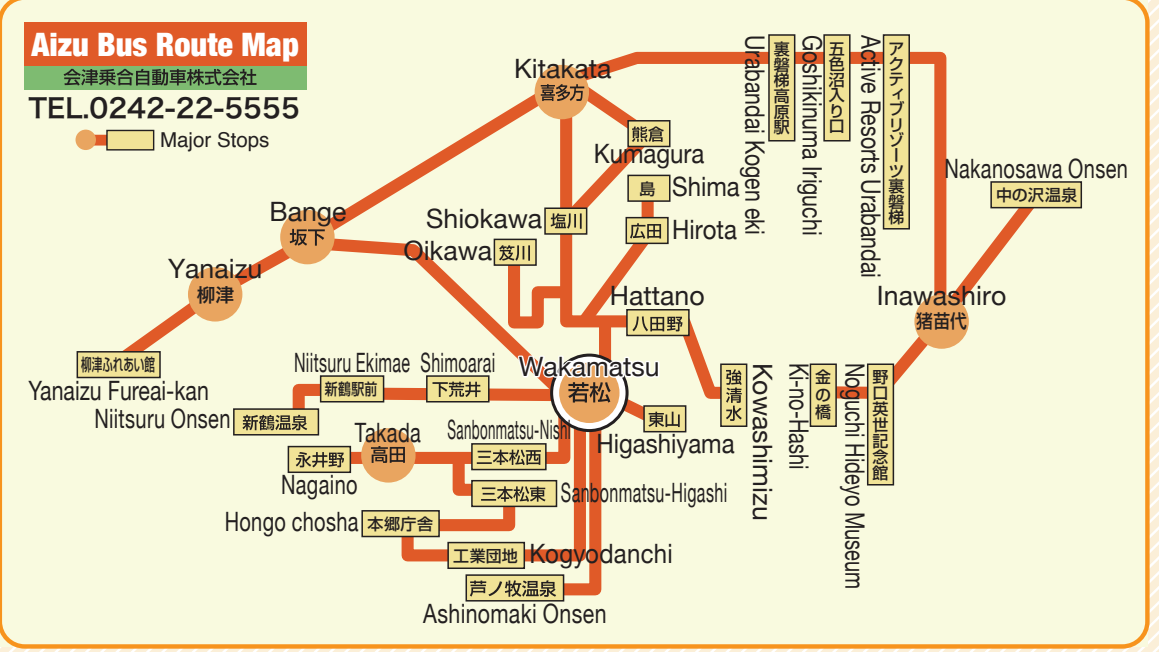 Aizu Bus Route Map
会津乗合自動車株式会社
TEL.0242-22-5555
Major Stops
Kitakata
喜多方
熊倉
Kumagura
島 Shima
Shiokawa 塩川
広田 Hirota
Oikawa 笈川
Bange
坂下
Yanaizu
柳津
柳津ふれあい館
Yanaizu Fureai-kan
Hattano
八田野
裏磐梯高原駅
Urabandai Kogen eki
五色沼入り口
Goshikinuma Iriguchi
アクティブリゾーツ裏磐梯
Active Resorts Urabandai
Nakanosawa Onsen
中の沢温泉
Inawashiro
猪苗代
Niitsuru Ekimae
新鶴駅前
Shimoarai
下荒井
Niitsuru Onsen 新鶴温泉
Wakamatsu
若松
東山
Higashiyama
強清水
Kowashimizu
金の橋
Ki-no-Hashi
野口英世記念館
Noguchi Hideyo Museum
Takada
高田
Sanbonmatsu-Nishi
三本松西
永井野
Nagaino
三本松東 Sanbonmatsu-Higashi
Hongo chosha 本郷庁舎
工業団地 Kogyodanchi
芦ノ牧温泉
Ashinomaki Onsen